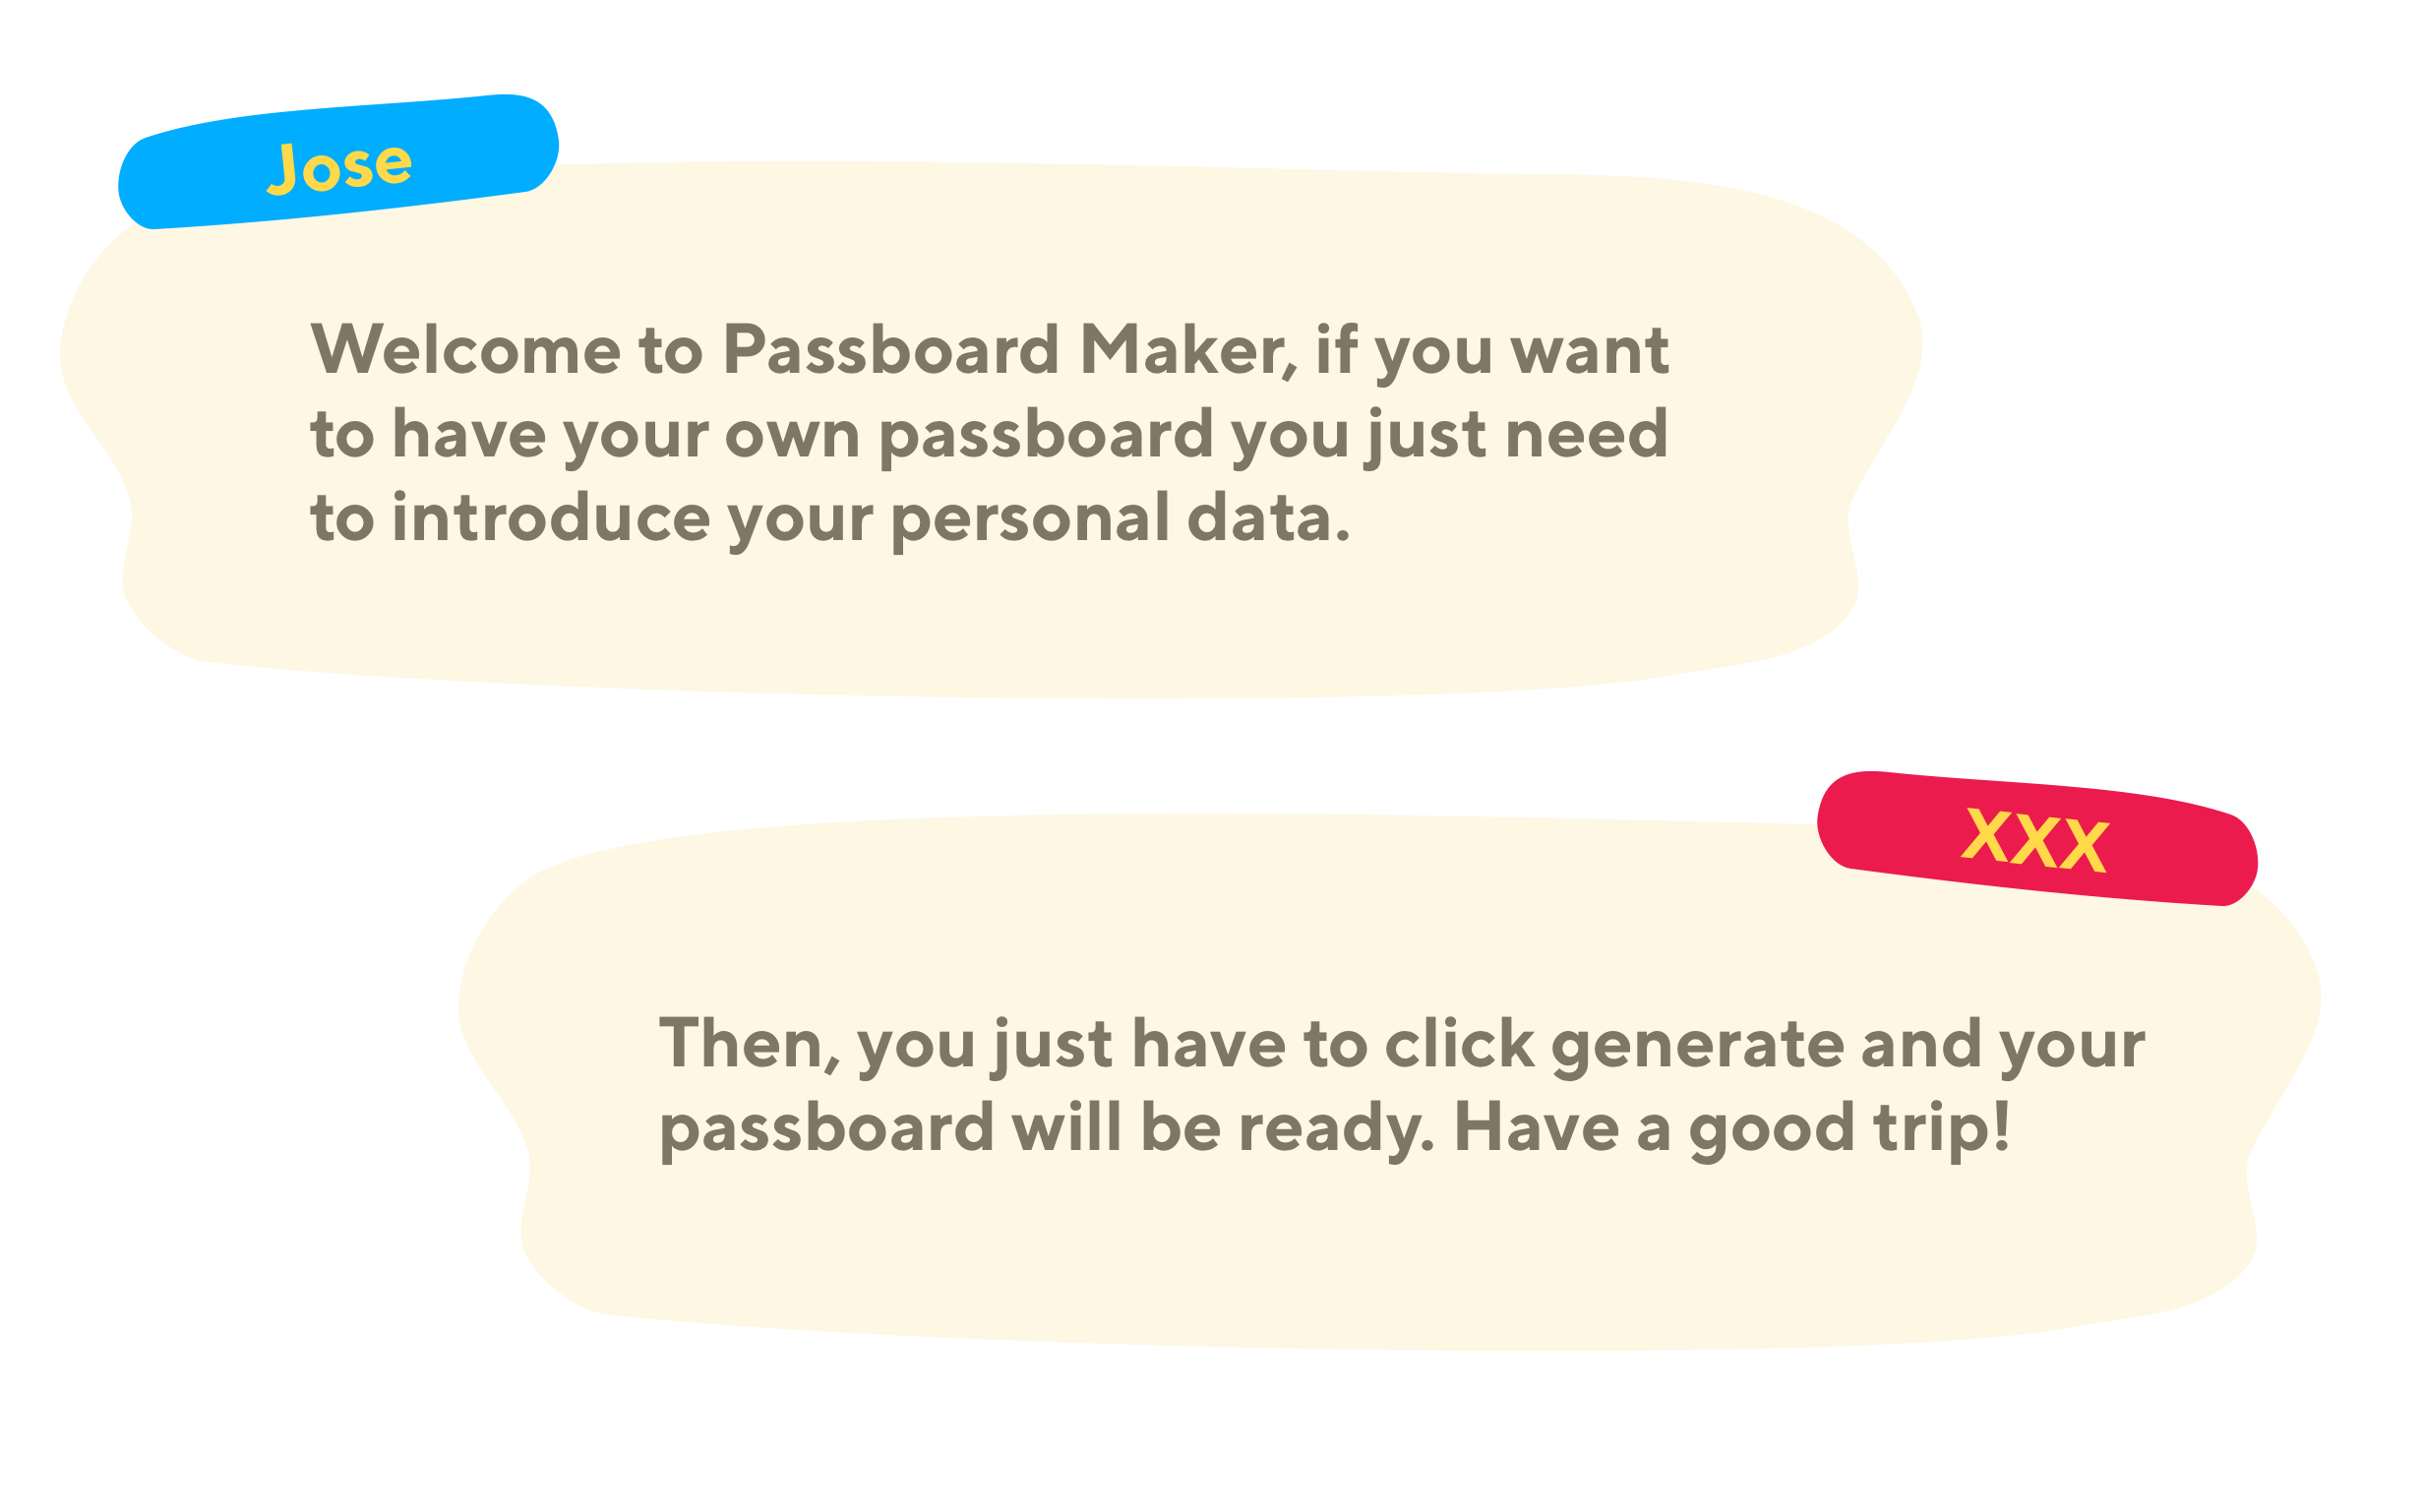 Jose
Welcome to Passboard Maker, if you want
to have your own passboard you just need
to introduce your personal data.
XXX
Then, you just have to click generate and your
passboard will be ready. Have a good trip!